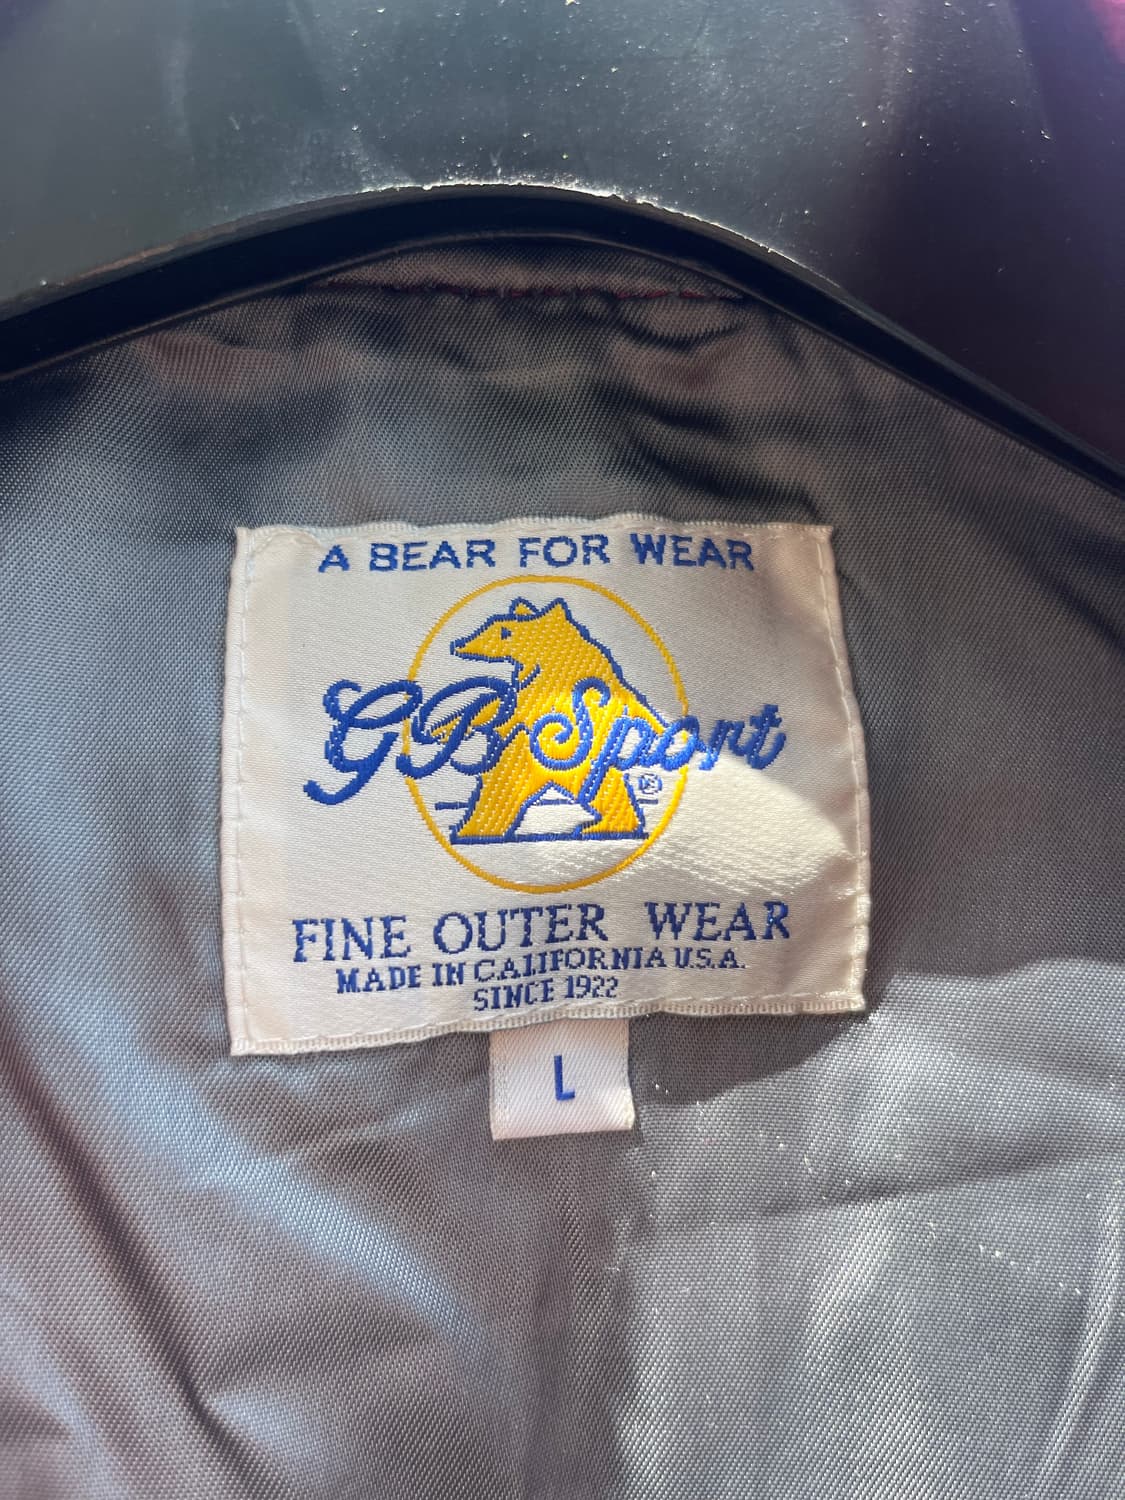 A BEAR FOR WEAR
GB Sport
®
FINE OUTER WEAR
MADE IN CALIFORNIA U.S.A.
SINCE 1922
L